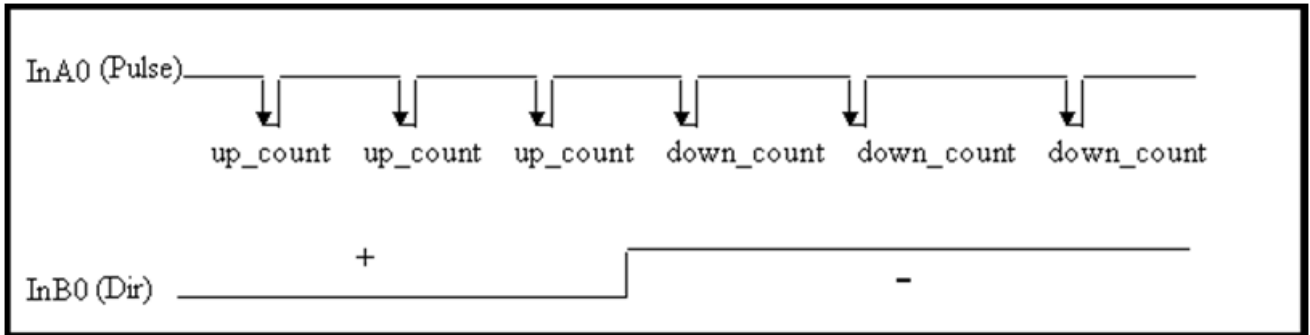 InA0 (Pulse)
up_count up_count up_count down_count down_count down_count
+
-
InB0 (Dir)